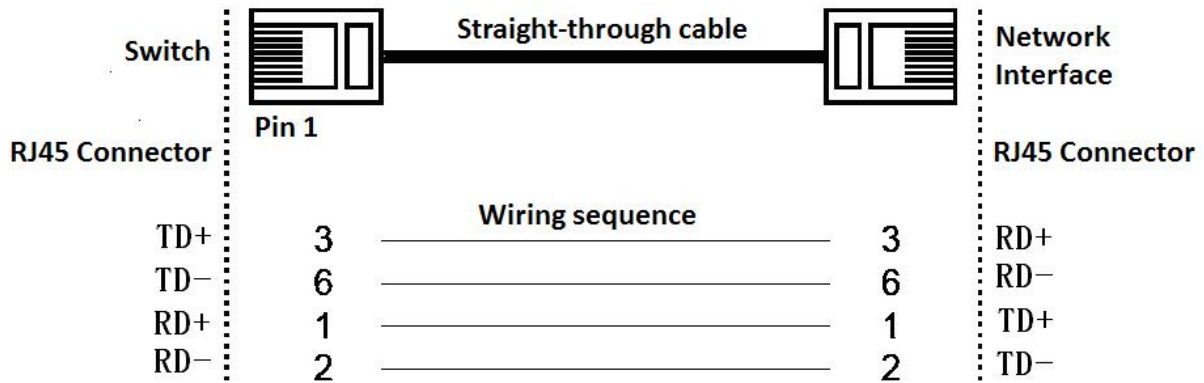 Straight-through cable
Switch
Network
Interface
Pin 1
RJ45 Connector
RJ45 Connector
Wiring sequence
TD+ 3 3 RD+
TD− 6 6 RD−
RD+ 1 1 TD+
RD− 2 2 TD−